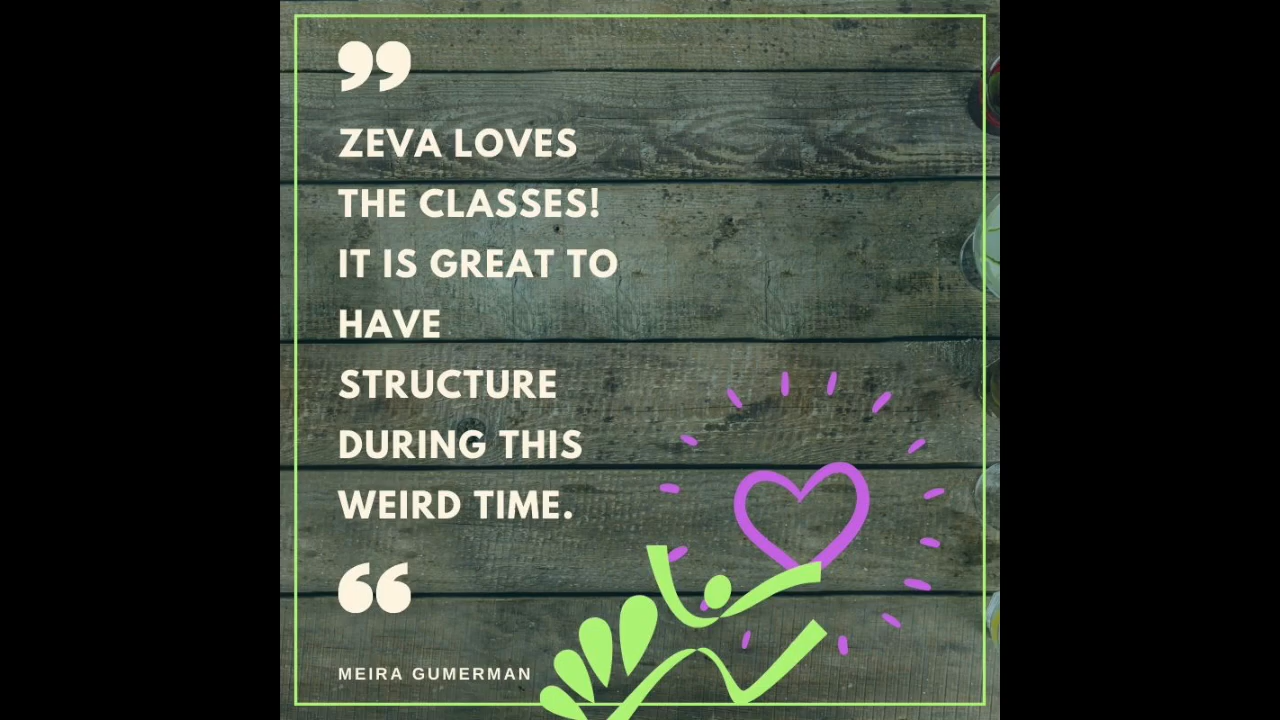 ”
ZEVA LOVES
THE CLASSES!
IT IS GREAT TO
HAVE
STRUCTURE
DURING THIS
WEIRD TIME.
“
MEIRA GUMERMAN